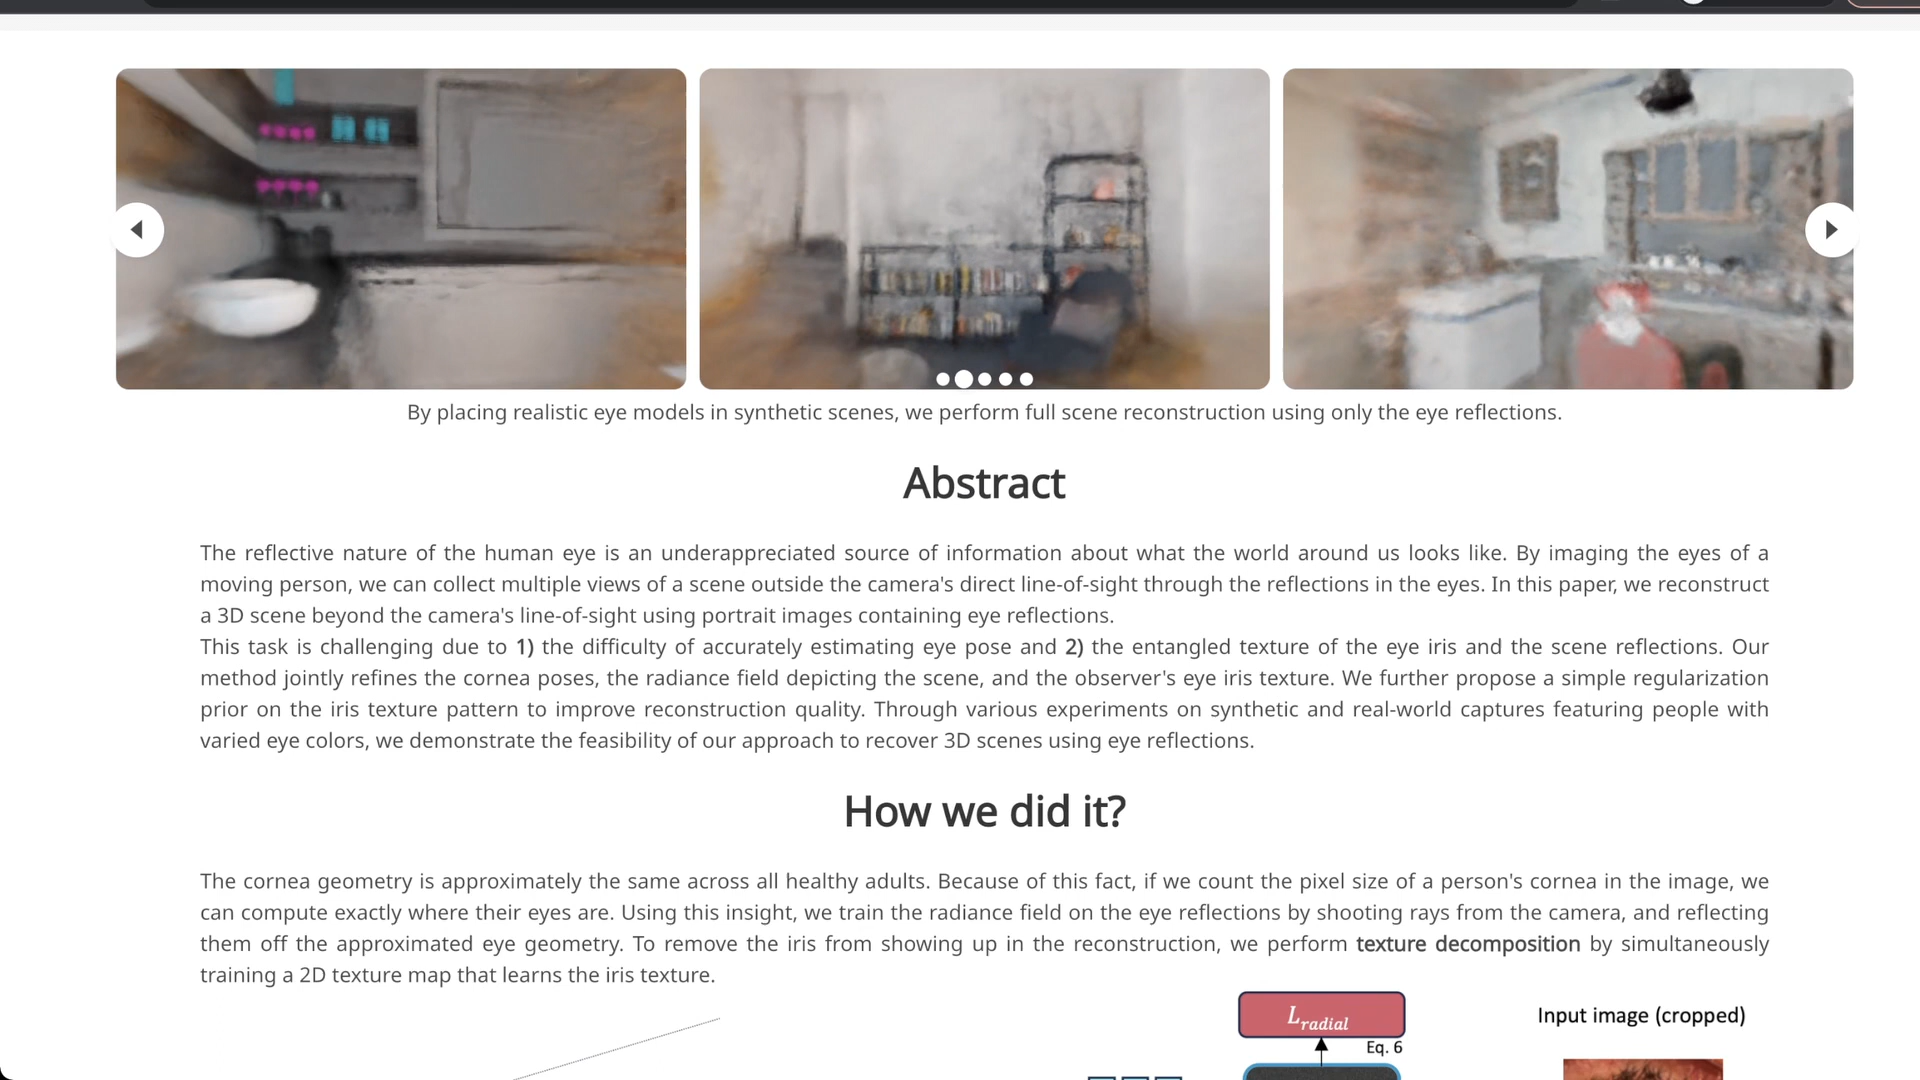 By placing realistic eye models in synthetic scenes, we perform full scene reconstruction using only the eye reflections.
Abstract
The reflective nature of the human eye is an underappreciated source of information about what the world around us looks like. By imaging the eyes of a
moving person, we can collect multiple views of a scene outside the camera's direct line-of-sight through the reflections in the eyes. In this paper, we reconstruct
a 3D scene beyond the camera's line-of-sight using portrait images containing eye reflections.
This task is challenging due to 1) the difficulty of accurately estimating eye pose and 2) the entangled texture of the eye iris and the scene reflections. Our
method jointly refines the cornea poses, the radiance field depicting the scene, and the observer's eye iris texture. We further propose a simple regularization
prior on the iris texture pattern to improve reconstruction quality. Through various experiments on synthetic and real-world captures featuring people with
varied eye colors, we demonstrate the feasibility of our approach to recover 3D scenes using eye reflections.
How we did it?
The cornea geometry is approximately the same across all healthy adults. Because of this fact, if we count the pixel size of a person's cornea in the image, we
can compute exactly where their eyes are. Using this insight, we train the radiance field on the eye reflections by shooting rays from the camera, and reflecting
them off the approximated eye geometry. To remove the iris from showing up in the reconstruction, we perform texture decomposition by simultaneously
training a 2D texture map that learns the iris texture.
L radial
Eq. 6
Input image (cropped)